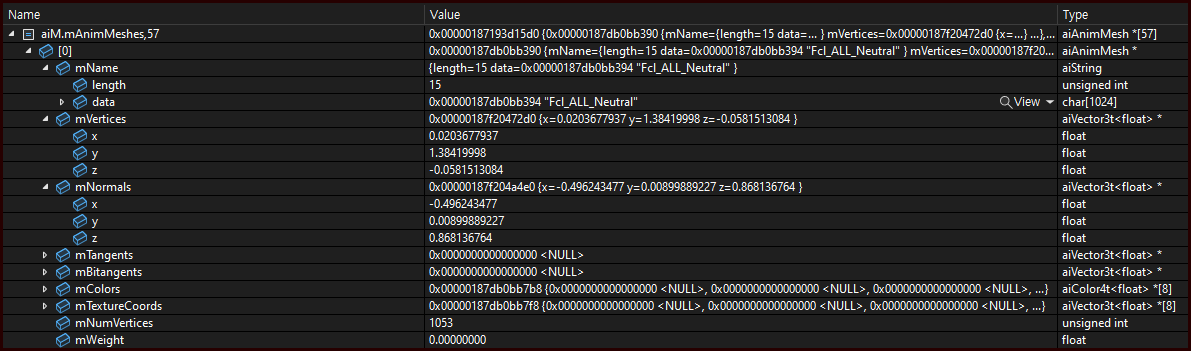 Name Value Type
aiM.mAnimMeshes,57 0x00000187193d15d0 {0x00000187db0bb390 {mName={length=15 data=... } mVertices=0x00000187f20472d0 {x=...} ...},... aiAnimMesh *[57]
[0] 0x00000187db0bb390 {mName={length=15 data=0x00000187db0bb394 "Fcl_ALL_Neutral" } mVertices=0x00000187f20... aiAnimMesh *
mName {length=15 data=0x00000187db0bb394 "Fcl_ALL_Neutral" } aiString
length 15 unsigned int
data 0x00000187db0bb394 "Fcl_ALL_Neutral" View char[1024]
mVertices 0x00000187f20472d0 {x=0.0203677937 y=1.38419998 z=-0.0581513084 } aiVector3t<float> *
x 0.0203677937 float
y 1.38419998 float
z -0.0581513084 float
mNormals 0x00000187f204a4e0 {x=-0.496243477 y=0.00899889227 z=0.868136764 } aiVector3t<float> *
x -0.496243477 float
y 0.00899889227 float
z 0.868136764 float
mTangents 0x0000000000000000 <NULL> aiVector3t<float> *
mBitangents 0x0000000000000000 <NULL> aiVector3t<float> *
mColors 0x00000187db0bb7b8 {0x0000000000000000 <NULL>, 0x0000000000000000 <NULL>, 0x0000000000000000 <NULL>, ...} aiColor4t<float> *[8]
mTextureCoords 0x00000187db0bb7f8 {0x0000000000000000 <NULL>, 0x0000000000000000 <NULL>, 0x0000000000000000 <NULL>, ...} aiVector3t<float> *[8]
mNumVertices 1053 unsigned int
mWeight 0.00000000 float